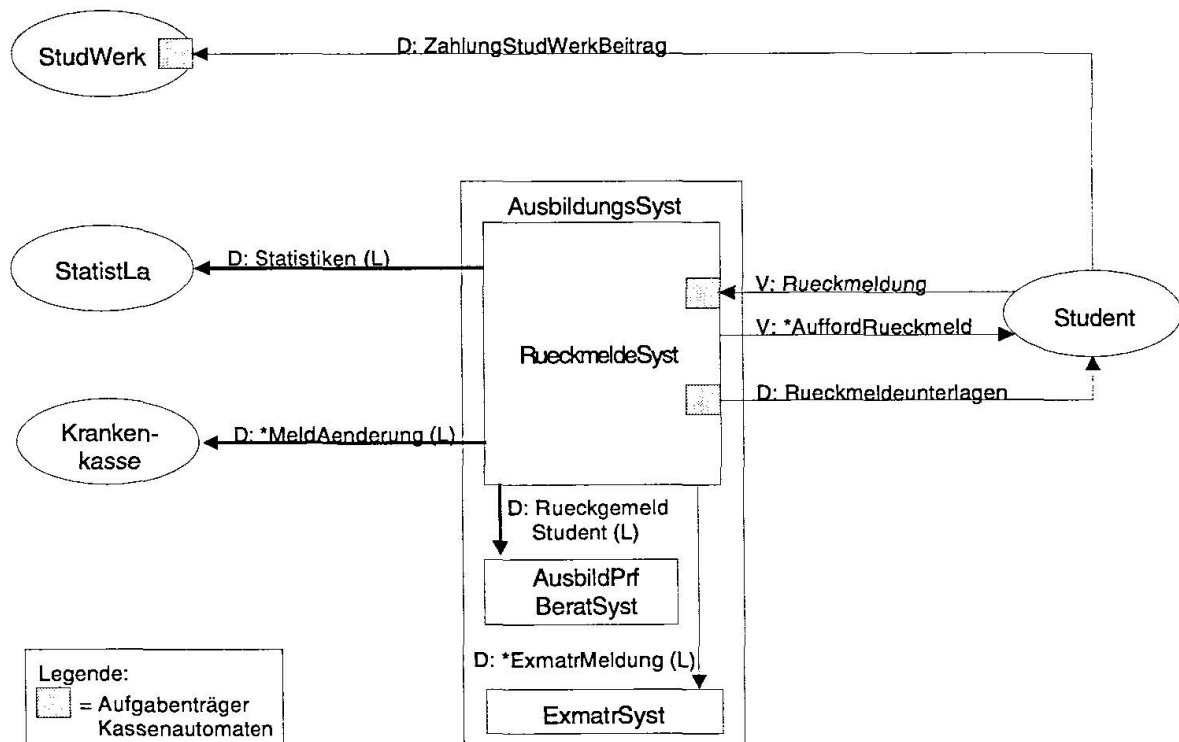 StudWerk
D: ZahlungStudWerkBeitrag
AusbildungsSyst
StatistLa
D: Statistiken (L)
V: Rueckmeldung
Student
V: *AuffordRueckmeld
RueckmeldeSyst
D: Rueckmeldeunterlagen
Kranken-
kasse
D: *MeldAenderung (L)
D: Rueckgemeld
Student (L)
AusbildPrf
BeratSyst
D: *ExmatrMeldung (L)
ExmatrSyst
Legende:
= Aufgabenträger
Kassenautomaten